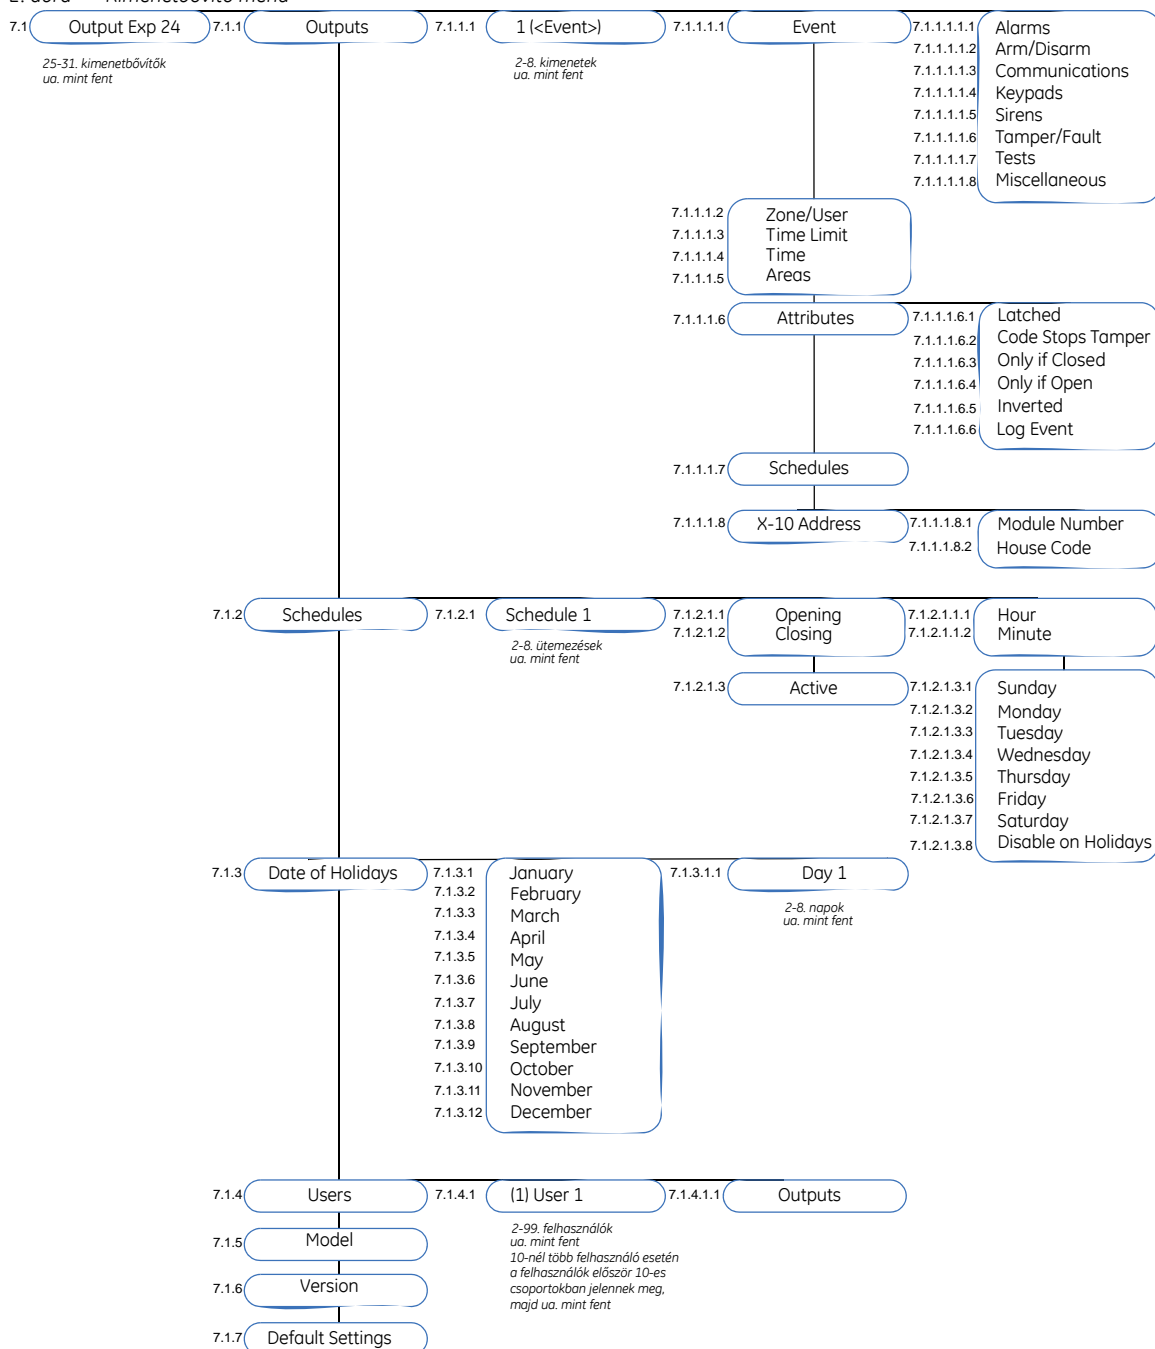 2. ábra Kimenetbővítő menü
7.1 Output Exp 24 7.1.1 Outputs 7.1.1.1 1 (<Event>) 7.1.1.1.1 Event 7.1.1.1.1.1 Alarms
7.1.1.1.1.2 Arm/Disarm
7.1.1.1.1.3 Communications
7.1.1.1.1.4 Keypads
7.1.1.1.1.5 Sirens
7.1.1.1.1.6 Tamper/Fault
7.1.1.1.1.7 Tests
7.1.1.1.1.8 Miscellaneous
25-31. kimenetbővítők
ua. mint fent
2-8. kimenetek
ua. mint fent
7.1.1.1.2 Zone/User
7.1.1.1.3 Time Limit
7.1.1.1.4 Time
7.1.1.1.5 Areas
7.1.1.1.6 Attributes 7.1.1.1.6.1 Latched
7.1.1.1.6.2 Code Stops Tamper
7.1.1.1.6.3 Only if Closed
7.1.1.1.6.4 Only if Open
7.1.1.1.6.5 Inverted
7.1.1.1.6.6 Log Event
7.1.1.1.7 Schedules
7.1.1.1.8 X-10 Address 7.1.1.1.8.1 Module Number
7.1.1.1.8.2 House Code
7.1.2 Schedules 7.1.2.1 Schedule 1 7.1.2.1.1 Opening 7.1.2.1.1.1 Hour
7.1.2.1.2 Closing 7.1.2.1.1.2 Minute
2-8. ütemezések
ua. mint fent
7.1.2.1.3 Active 7.1.2.1.3.1 Sunday
7.1.2.1.3.2 Monday
7.1.2.1.3.3 Tuesday
7.1.2.1.3.4 Wednesday
7.1.2.1.3.5 Thursday
7.1.2.1.3.6 Friday
7.1.2.1.3.7 Saturday
7.1.2.1.3.8 Disable on Holidays
7.1.3 Date of Holidays 7.1.3.1 January 7.1.3.1.1 Day 1
7.1.3.2 February
7.1.3.3 March
7.1.3.4 April
7.1.3.5 May
7.1.3.6 June
7.1.3.7 July
7.1.3.8 August
7.1.3.9 September
7.1.3.10 October
7.1.3.11 November
7.1.3.12 December
2-8. napok
ua. mint fent
7.1.4 Users 7.1.4.1 (1) User 1 7.1.4.1.1 Outputs
2-99. felhasználók
ua. mint fent
10-nél több felhasználó esetén
a felhasználók először 10-es
csoportokban jelennek meg,
majd ua. mint fent
7.1.5 Model
7.1.6 Version
7.1.7 Default Settings